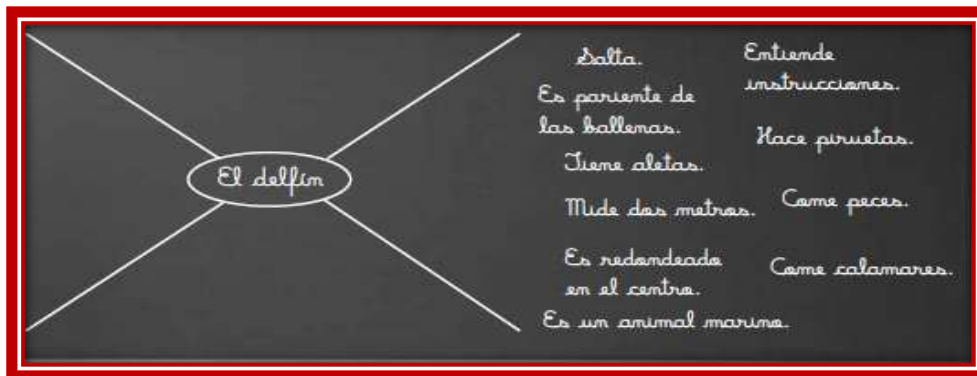 El delfín
Salta.
Es pariente de
las ballenas.
Tiene aletas.
Mide dos metros.
Es redondeado
en el centro.
Es un animal marino.
Entiende
instrucciones.
Hace piruetas.
Come peces.
Come calamares.